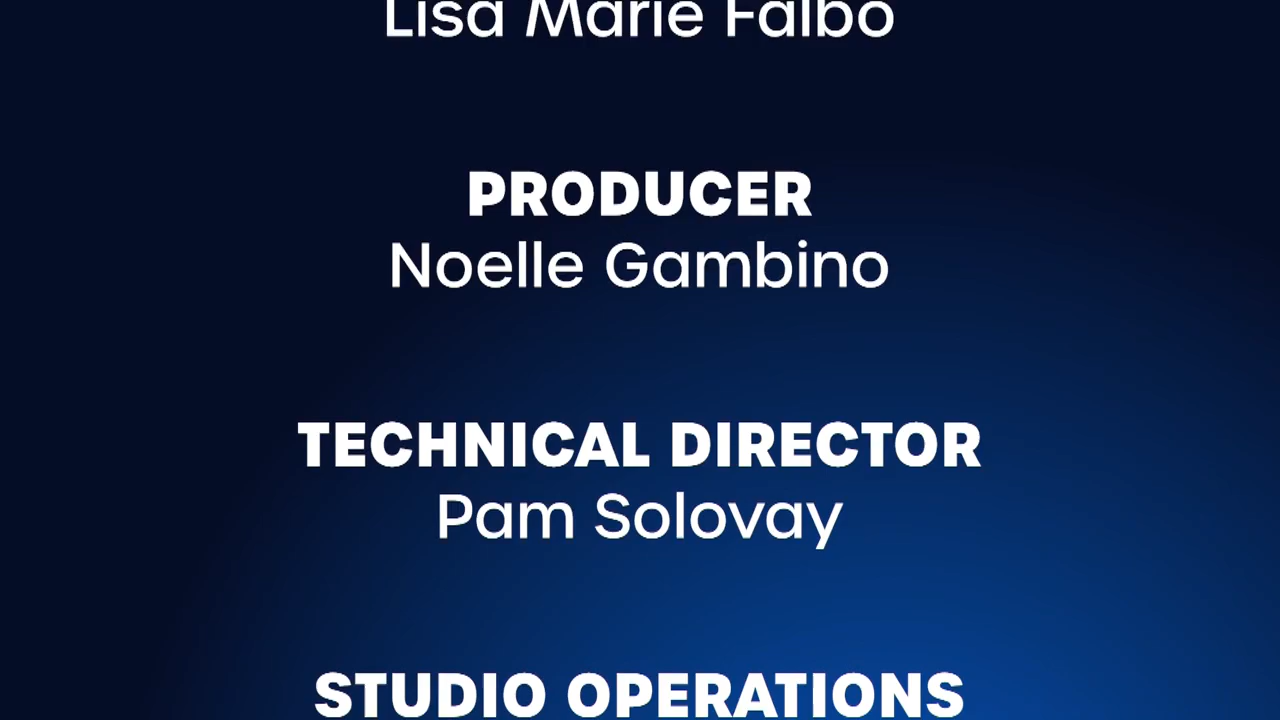 Lisa Marie Falbo
PRODUCER
Noelle Gambino
TECHNICAL DIRECTOR
Pam Solovay
STUDIO OPERATIONS